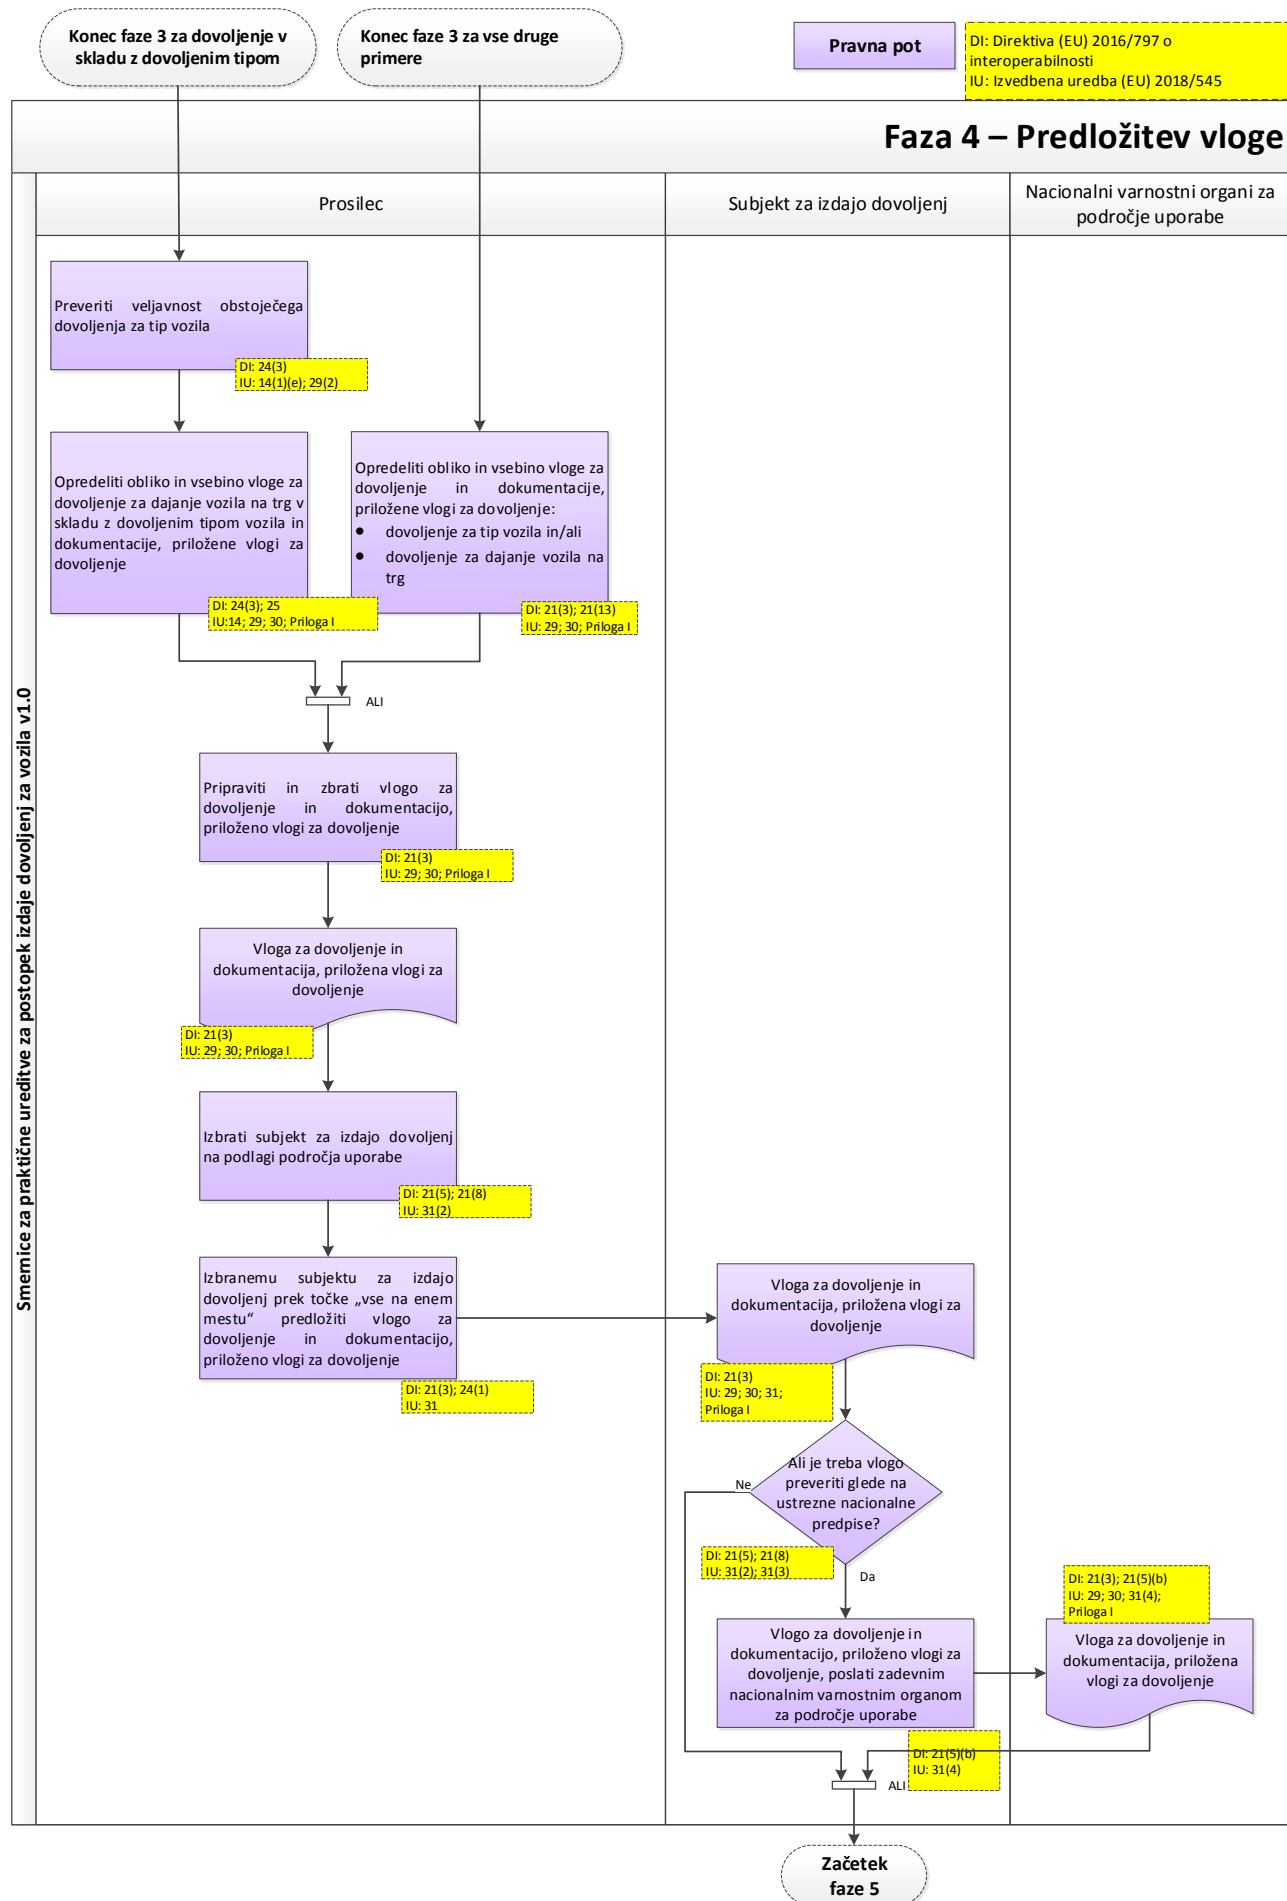 Konec faze 3 za dovoljenje v
skladu z dovoljenim tipom
Konec faze 3 za vse druge
primere
Pravna pot
DI: Direktiva (EU) 2016/797 o
interoperabilnosti
IU: Izvedbena uredba (EU) 2018/545
Faza 4 – Predložitev vloge
Smernice za praktične ureditve za postopek izdaje dovoljenj za vozila v1.0
Prosilec
Subjekt za izdajo dovoljenj
Nacionalni varnostni organi za
področje uporabe
Preveriti veljavnost obstoječega
dovoljenja za tip vozila
DI: 24(3)
IU: 14(1)(e); 29(2)
Opredeliti obliko in vsebino vloge za
dovoljenje za dajanje vozila na trg v
skladu z dovoljenim tipom vozila in
dokumentacije, priložene vlogi za
dovoljenje
DI: 24(3); 25
IU:14; 29; 30; Priloga I
Opredeliti obliko in vsebino vloge za
dovoljenje in dokumentacije,
priložene vlogi za dovoljenje:
● dovoljenje za tip vozila in/ali
● dovoljenje za dajanje vozila na
trg
DI: 21(3); 21(13)
IU: 29; 30; Priloga I
ALI
Pripraviti in zbrati vlogo za
dovoljenje in dokumentacijo,
priloženo vlogi za dovoljenje
DI: 21(3)
IU: 29; 30; Priloga I
Vloga za dovoljenje in
dokumentacija, priložena vlogi za
dovoljenje
DI: 21(3)
IU: 29; 30; Priloga I
Izbrati subjekt za izdajo dovoljenj
na podlagi področja uporabe
DI: 21(5); 21(8)
IU: 31(2)
Izbranemu subjektu za izdajo
dovoljenj prek točke „vse na enem
mestu“ predložiti vlogo za
dovoljenje in dokumentacijo,
priloženo vlogi za dovoljenje
DI: 21(3); 24(1)
IU: 31
Vloga za dovoljenje in
dokumentacija, priložena vlogi za
dovoljenje
DI: 21(3)
IU: 29; 30; 31;
Priloga I
Ali je treba vlogo
preveriti glede na
ustrezne nacionalne
predpise?
Ne
DI: 21(5); 21(8)
IU: 31(2); 31(3)
Da
Vlogo za dovoljenje in
dokumentacijo, priloženo vlogi za
dovoljenje, poslati zadevnim
nacionalnim varnostnim organom
za področje uporabe
DI: 21(5)(b)
IU: 31(4)
DI: 21(3); 21(5)(b)
IU: 29; 30; 31(4);
Priloga I
Vloga za dovoljenje in
dokumentacija, priložena
vlogi za dovoljenje
ALI
Začetek
faze 5